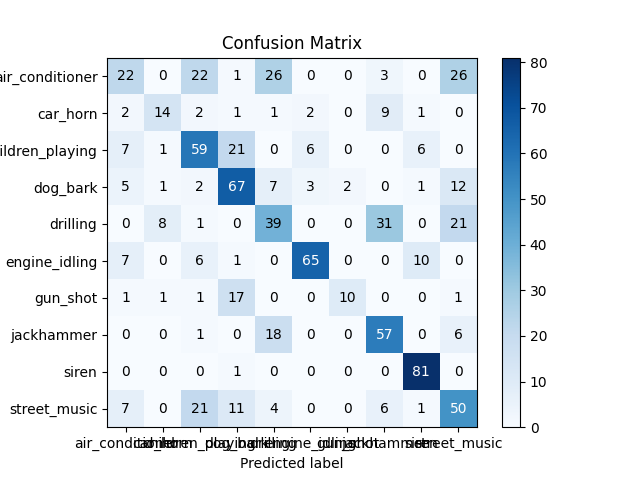 Confusion Matrix
air_conditioner 22 0 22 1 26 0 0 3 0 26
car_horn 2 14 2 1 1 2 0 9 1 0
ildren_playing 7 1 59 21 0 6 0 0 6 0
dog_bark 5 1 2 67 7 3 2 0 1 12
drilling 0 8 1 0 39 0 0 31 0 21
engine_idling 7 0 6 1 0 65 0 0 10 0
gun_shot 1 1 1 17 0 0 10 0 0 1
jackhammer 0 0 1 0 18 0 0 57 0 6
siren 0 0 0 1 0 0 0 0 81 0
street_music 7 0 21 11 4 0 0 6 1 50
street_music
Predicted label
80
70
60
50
40
30
20
10
0